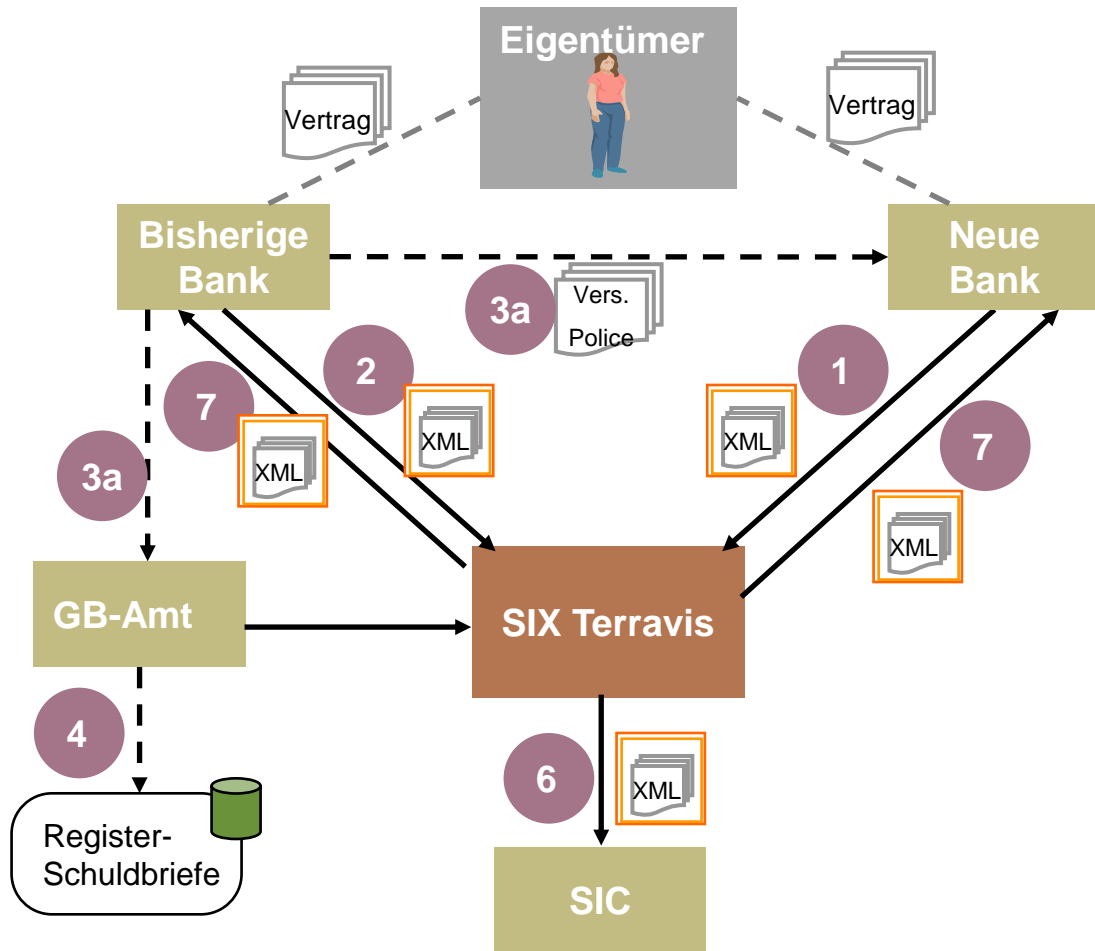 Eigentümer
Vertrag
Vertrag
Bisherige
Bank
Neue
Bank
3a
Vers.
Police
2
1
7
XML
XML
XML
7
3a
XML
GB-Amt
SIX Terravis
4
6
XML
Register-
Schuldbriefe
SIC